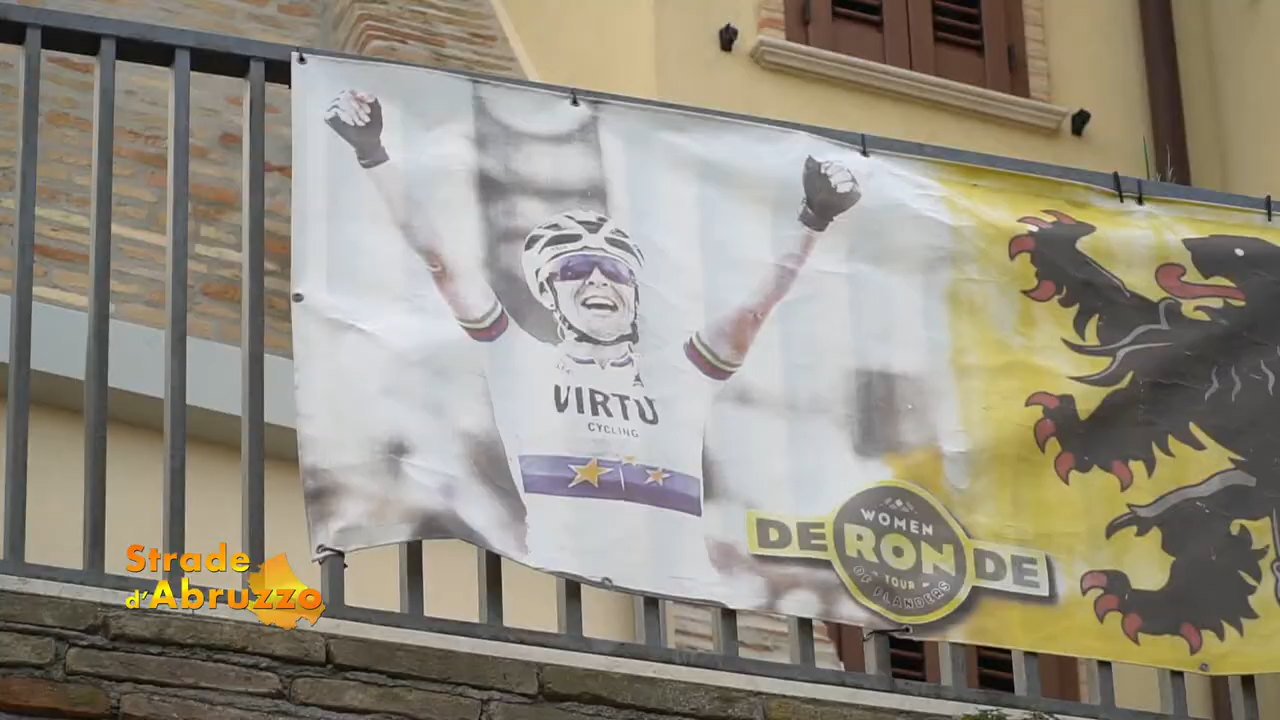 VIRTU
CYCLING
WOMEN
DE RONDE
TOUR
OF FLANDERS
Strade
d'Abruzzo